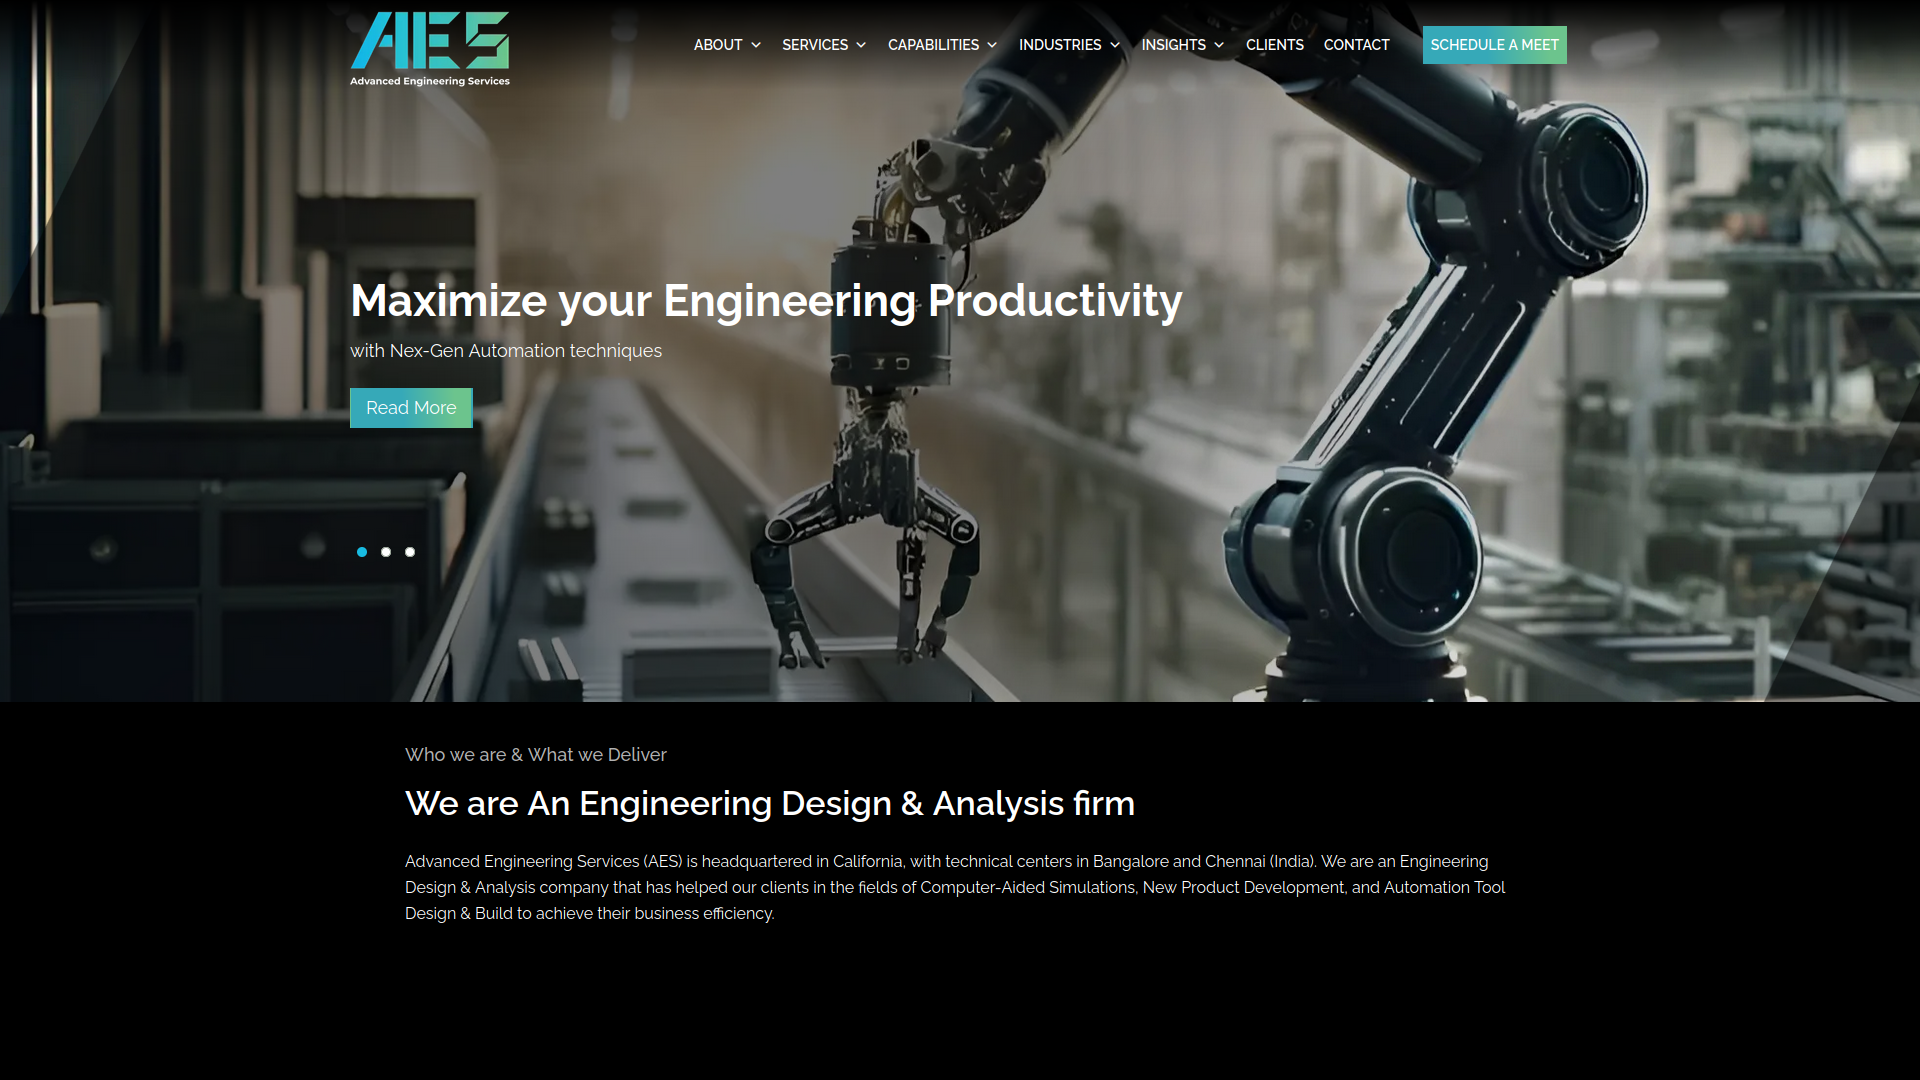 AES
Advanced Engineering Services
ABOUT SERVICES CAPABILITIES INDUSTRIES INSIGHTS CLIENTS CONTACT SCHEDULE A MEET
Maximize your Engineering Productivity
with Nex-Gen Automation techniques
Read More
Who we are & What we Deliver
We are An Engineering Design & Analysis firm
Advanced Engineering Services (AES) is headquartered in California, with technical centers in Bangalore and Chennai (India). We are an Engineering
Design & Analysis company that has helped our clients in the fields of Computer-Aided Simulations, New Product Development, and Automation Tool
Design & Build to achieve their business efficiency.